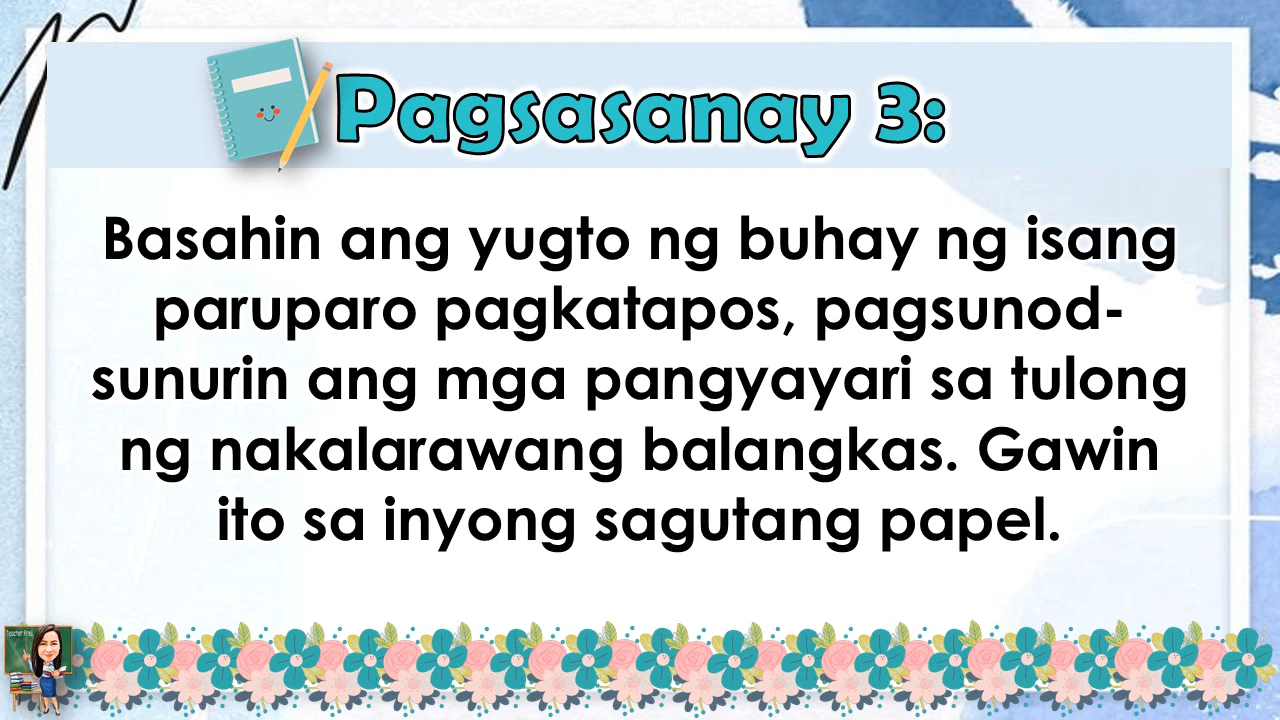 Pagsasanay 3:
Basahin ang yugto ng buhay ng isang
paruparo pagkatapos, pagsunod-
sunurin ang mga pangyayari sa tulong
ng nakalarawang balangkas. Gawin
ito sa inyong sagutang papel.